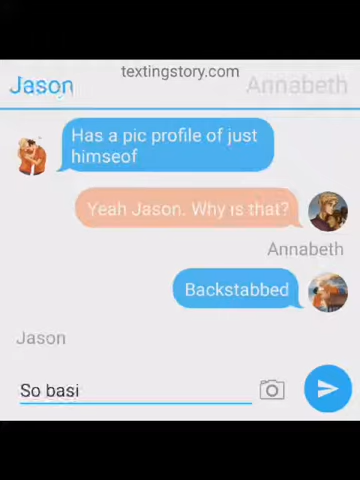 textingstory.com
Jason
Annabeth
Has a pic profile of just
himseof
Yeah Jason. Why is that?
Annabeth
Backstabbed
Jason
So basi